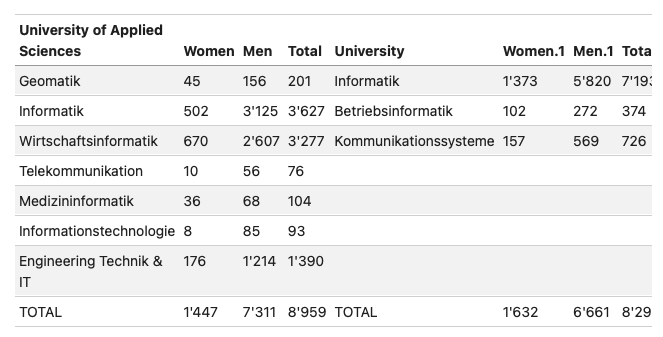 University of Applied
Sciences Women Men Total University Women.1 Men.1 Tota
Geomatik 45 156 201 Informatik 1'373 5'820 7'193
Informatik 502 3'125 3'627 Betriebsinformatik 102 272 374
Wirtschaftsinformatik 670 2'607 3'277 Kommunikationssysteme 157 569 726
Telekommunikation 10 56 76
Medizininformatik 36 68 104
Informationstechnologie 8 85 93
Engineering Technik & 176 1'214 1'390
IT
TOTAL 1'447 7'311 8'959 TOTAL 1'632 6'661 8'29